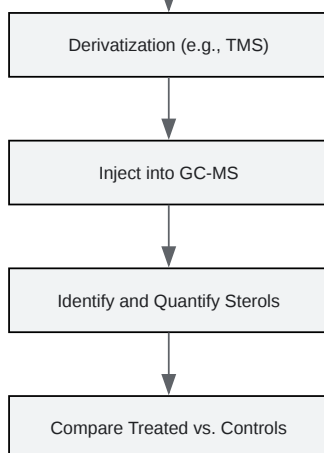 Derivatization (e.g., TMS)
Inject into GC-MS
Identify and Quantify Sterols
Compare Treated vs. Controls